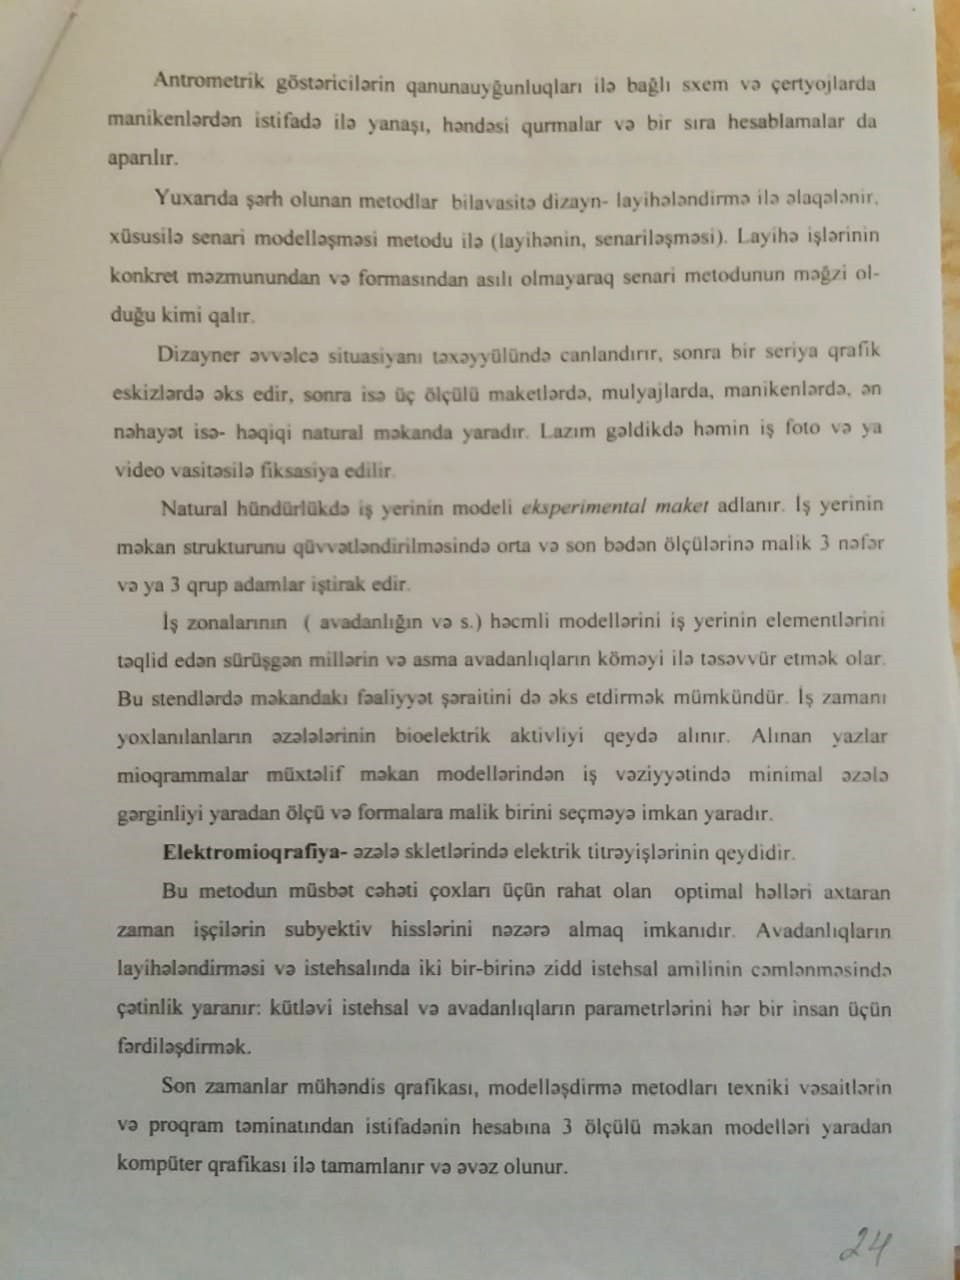 Antrometrik göstəricilərin qanunauyğunluqları ilə bağlı sxem və çertyojlarda
manikenlərdən istifadə ilə yanaşı, həndəsi qurmalar və bir sıra hesablamalar da
aparılır.
Yuxarıda şərh olunan metodlar bilavasitə dizayn- layihələndirmə ilə əlaqələnir,
xüsusilə senari modelləşməsi metodu ilə (layihənin, senariləşməsi). Layihə işlərinin
konkret məzmunundan və formasından asılı olmayaraq senari metodunun məğzi ol-
duğu kimi qalır.
Dizayner əvvəlcə situasiyanı təxəyyülündə canlandırır, sonra bir seriya qrafik
eskizlərdə əks edir, sonra isə üç ölçülü maketlərdə, mulyajlarda, manikenlərdə, ən
nəhayət isə- həqiqi natural məkanda yaradır. Lazım gəldikdə həmin iş foto və ya
video vasitəsilə fiksasiya edilir.
Natural hündürlükdə iş yerinin modeli eksperimental maket adlanır. İş yerinin
məkan strukturunu qüvvətləndirilməsində orta və son bədən ölçülərinə malik 3 nəfər
və ya 3 qrup adamlar iştirak edir.
İş zonalarının ( avadanlığın və s.) həcmli modellərini iş yerinin elementlərini
təqlid edən sürüşgən millərin və asma avadanlıqların köməyi ilə təsəvvür etmək olar.
Bu stendlərdə məkandakı fəaliyyət şəraitini də əks etdirmək mümkündür. İş zamanı
yoxlanılanların əzələlərinin bioelektrik aktivliyi qeydə alınır. Alınan yazlar
mioqrammalar müxtəlif məkan modellərindən iş vəziyyətində minimal əzələ
gərginliyi yaradan ölçü və formalara malik birini seçməyə imkan yaradır.
Elektromioqrafiya- əzələ skletlərində elektrik titrəyişlərinin qeydidir.
Bu metodun müsbət cəhəti çoxları üçün rahat olan optimal həlləri axtaran
zaman işçilərin subyektiv hisslərini nəzərə almaq imkanıdır. Avadanlıqların
layihələndirməsi və istehsalında iki bir-birinə zidd istehsal amilinin cəmlənməsində
çətinlik yaranır: kütləvi istehsal və avadanlıqların parametrlərini hər bir insan üçün
fərdiləşdirmək.
Son zamanlar mühəndis qrafikası, modelləşdirmə metodları texniki vəsaitlərin
və proqram təminatından istifadənin hesabına 3 ölçülü məkan modelləri yaradan
kompüter qrafikası ilə tamamlanır və əvəz olunur.
24